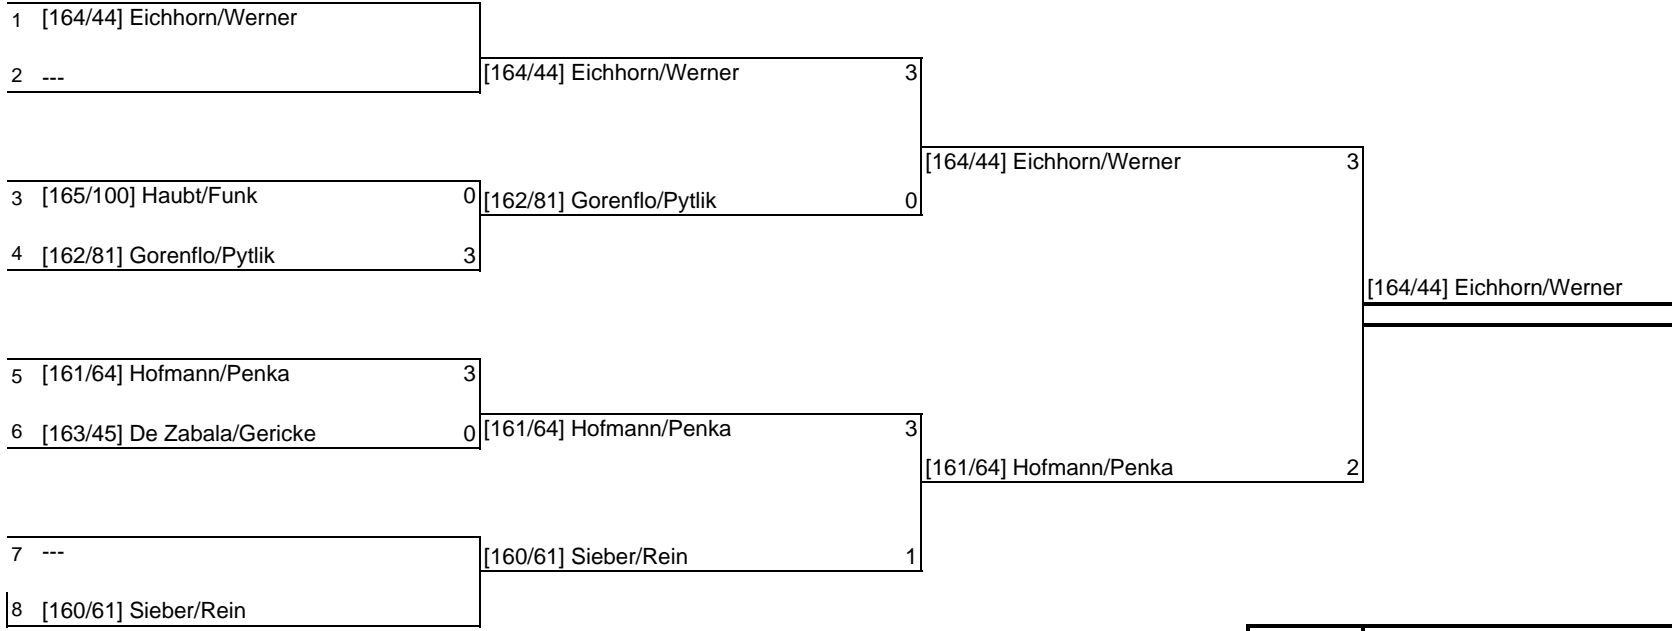 1 [164/44] Eichhorn/Werner
2 ---
[164/44] Eichhorn/Werner 3
[164/44] Eichhorn/Werner 3
3 [165/100] Haubt/Funk 0
[162/81] Gorenflo/Pytlik 0
4 [162/81] Gorenflo/Pytlik 3
[164/44] Eichhorn/Werner
5 [161/64] Hofmann/Penka 3
6 [163/45] De Zabala/Gericke 0
[161/64] Hofmann/Penka 3
[161/64] Hofmann/Penka 2
7 ---
[160/61] Sieber/Rein 1
8 [160/61] Sieber/Rein